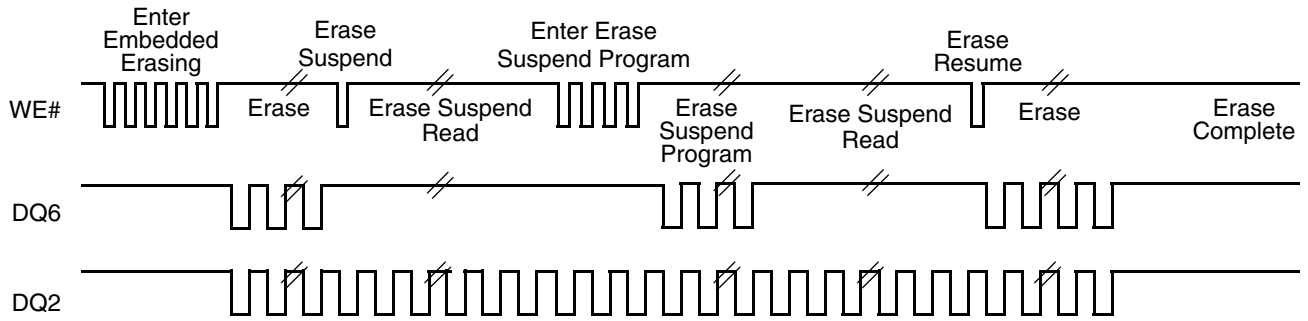 Enter
Embedded
Erasing
Erase
Suspend
Enter Erase
Suspend Program
Erase
Resume
WE#
Erase
Erase Suspend
Read
Erase
Suspend
Program
Erase Suspend
Read
Erase
Erase
Complete
DQ6
DQ2